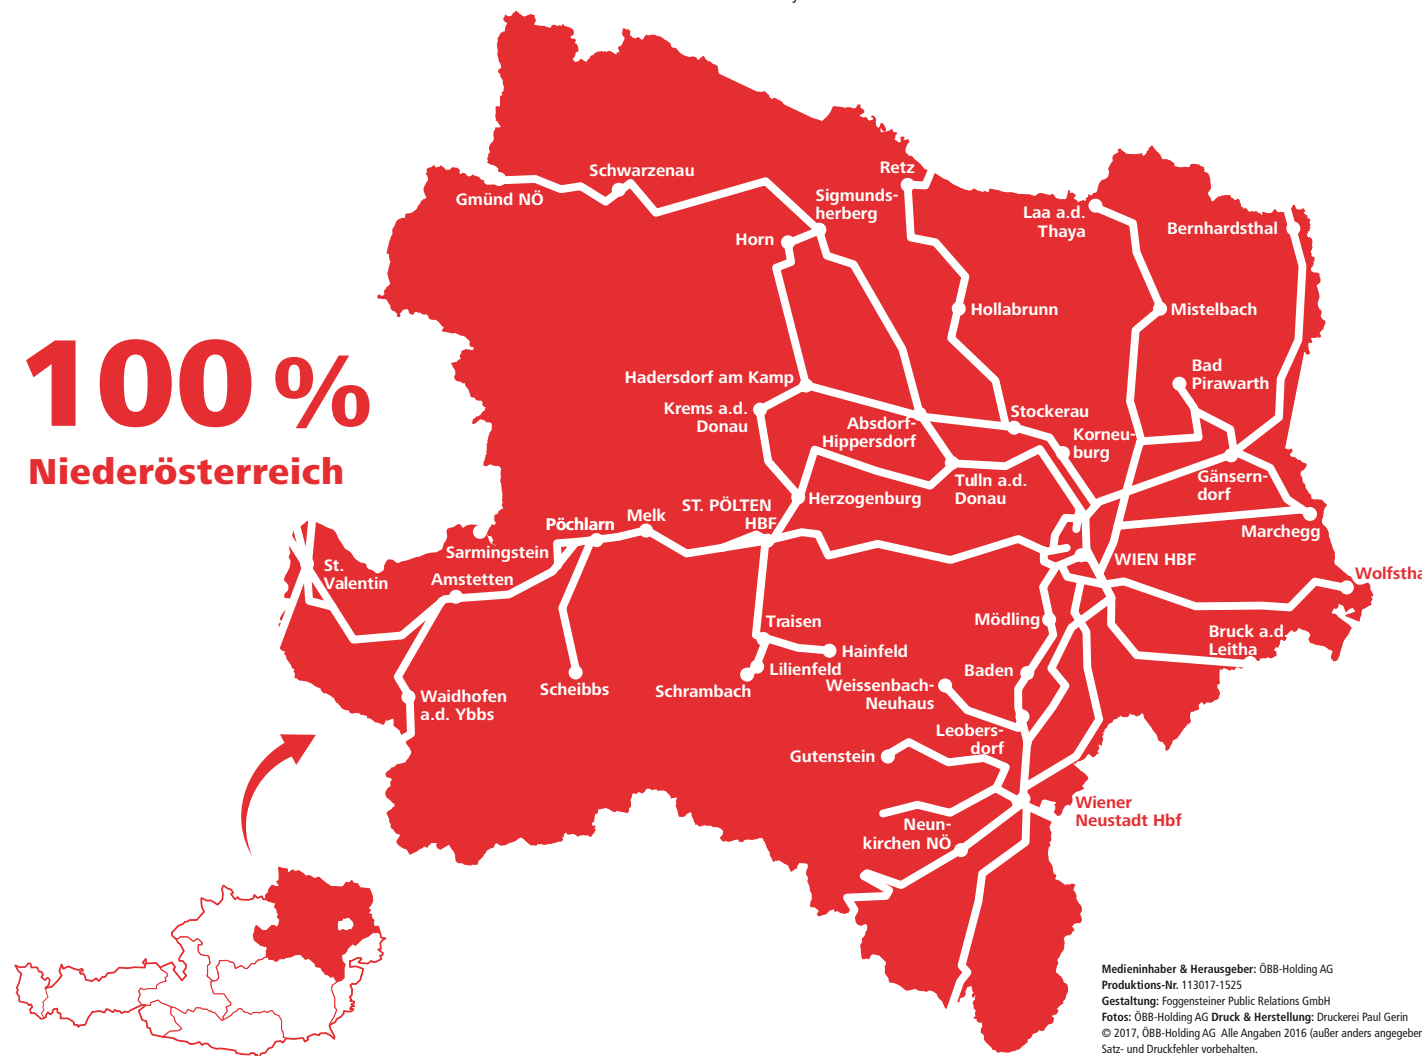 Schwarzenau
Gmünd NÖ
Retz
Sigmunds-
herberg
Horn
Laa a.d.
Thaya
Bernhardsthal
Hollabrunn
Mistelbach
100 %
Niederösterreich
Bad
Pirawarth
Hadersdorf am Kamp
Krems a.d.
Donau
Absdorf-
Hippersdorf
Stockerau
Korneu-
burg
Gänsern-
dorf
Tulln a.d.
Donau
Herzogenburg
ST. PÖLTEN
HBF
Marchegg
Melk
Pöchlarn
Sarmingstein
St.
Valentin
Amstetten
WIEN HBF
Wolfstha
Mödling
Bruck a.d.
Leitha
Traisen
Hainfeld
Lilienfeld
Schrambach
Scheibbs
Baden
Weissenbach-
Neuhaus
Waidhofen
a.d. Ybbs
Leobers-
dorf
Gutenstein
Wiener
Neustadt Hbf
Neun-
kirchen NÖ
Medieninhaber & Herausgeber: ÖBB-Holding AG
Produktions-Nr. 113017-1525
Gestaltung: Foggensteiner Public Relations GmbH
Fotos: ÖBB-Holding AG Druck & Herstellung: Druckerei Paul Gerin
© 2017, ÖBB-Holding AG Alle Angaben 2016 (außer anders angegeben
Satz- und Druckfehler vorbehalten.